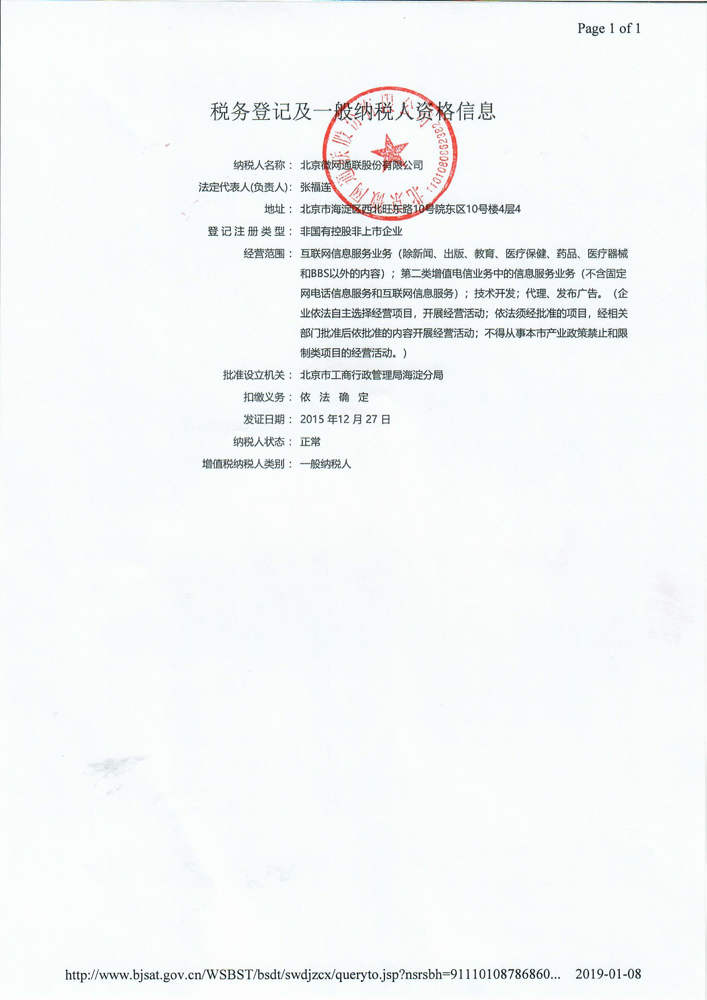 Page 1 of 1
税务登记及一般纳税人资格信息
北京微网通联股份有限公司
1101080862382
纳税人名称： 北京微网通联股份有限公司
法定代表人(负责人)： 张福连
地址： 北京市海淀区西北旺东路10号院东区10号楼4层4
登记注册类型： 非国有控股非上市企业
经营范围： 互联网信息服务业务（除新闻、出版、教育、医疗保健、药品、医疗器械
和BBS以外的内容）；第二类增值电信业务中的信息服务业务（不含固定
网电话信息服务和互联网信息服务）；技术开发；代理、发布广告。（企
业依法自主选择经营项目，开展经营活动；依法须经批准的项目，经相关
部门批准后依批准的内容开展经营活动；不得从事本市产业政策禁止和限
制类项目的经营活动。）
批准设立机关： 北京市工商行政管理局海淀分局
扣缴义务： 依 法 确 定
发证日期： 2015 年12 月 27 日
纳税人状态： 正常
增值税纳税人类别： 一般纳税人
http://www.bjsat.gov.cn/WSBST/bsdt/swdjzcx/queryto.jsp?nsrsbh=91110108786860... 2019-01-08